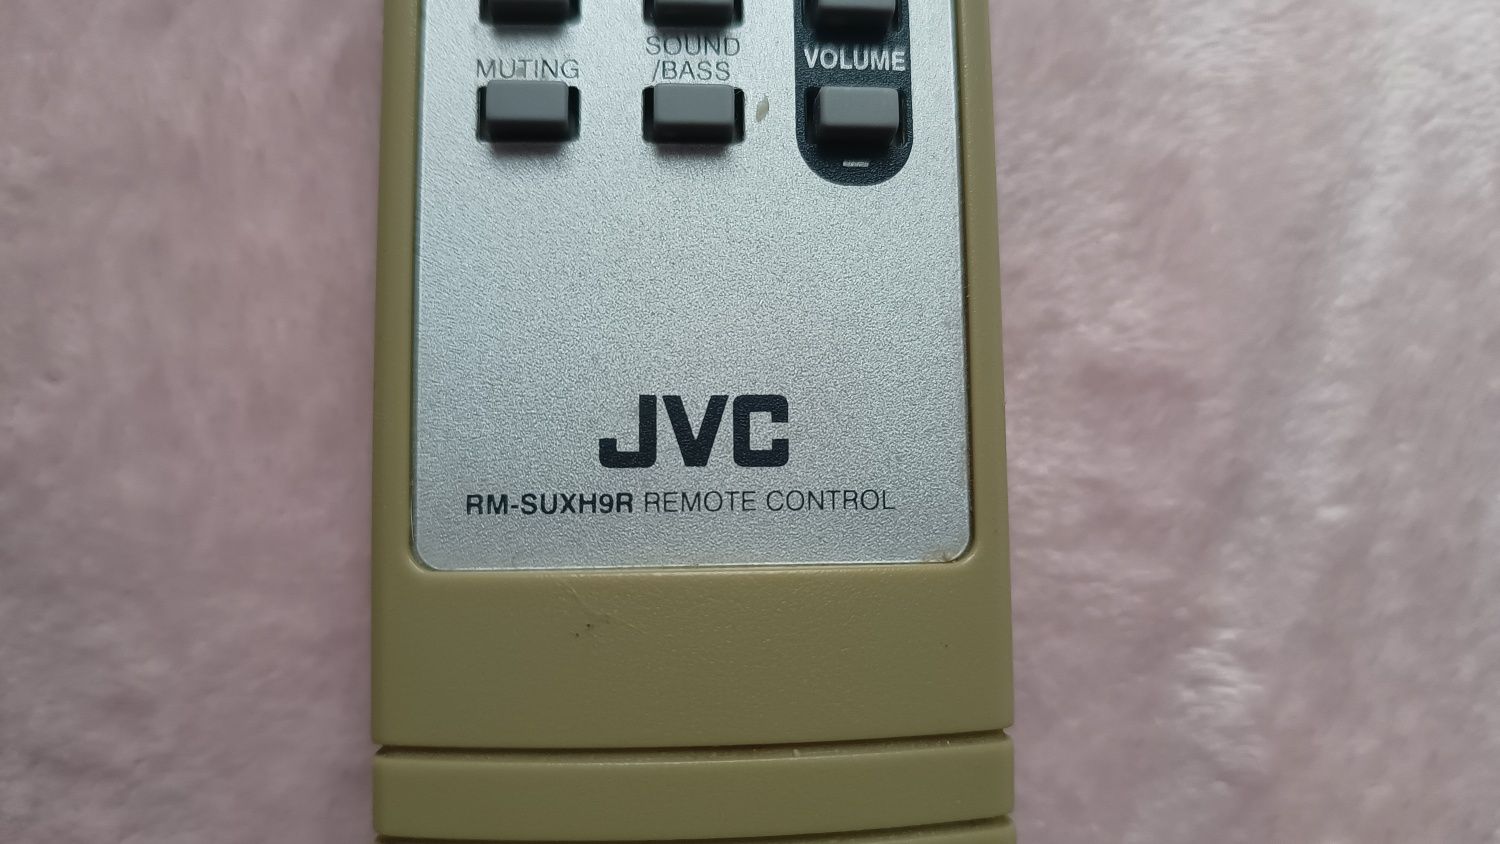 MUTING
SOUND
/BASS
VOLUME
JVC
RM-SUXH9R REMOTE CONTROL